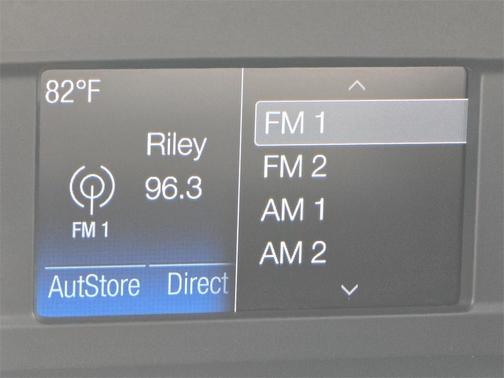 82°F
Riley
96.3
FM 1
AutStore Direct
FM 1
FM 2
AM 1
AM 2